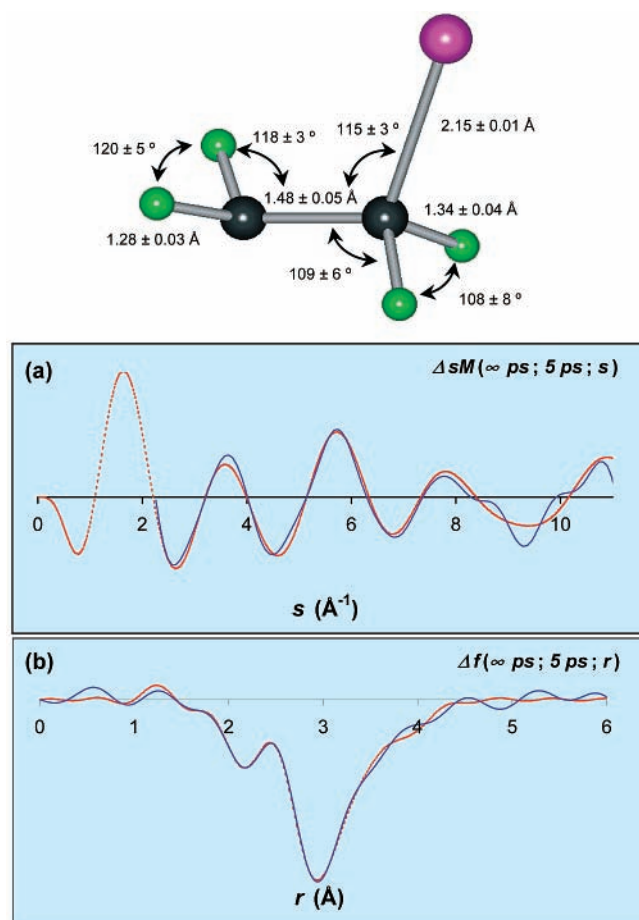 120 ± 5 °
118 ± 3 °
115 ± 3 °
2.15 ± 0.01 Å
1.48 ± 0.05 Å
1.34 ± 0.04 Å
1.28 ± 0.03 Å
109 ± 6 °
108 ± 8 °
(a)
ΔsM(∞ ps; 5 ps; s)
0 2 4 6 8 10
s (Å⁻¹)
(b)
Δf(∞ ps; 5 ps; r)
0 1 2 3 4 5 6
r (Å)